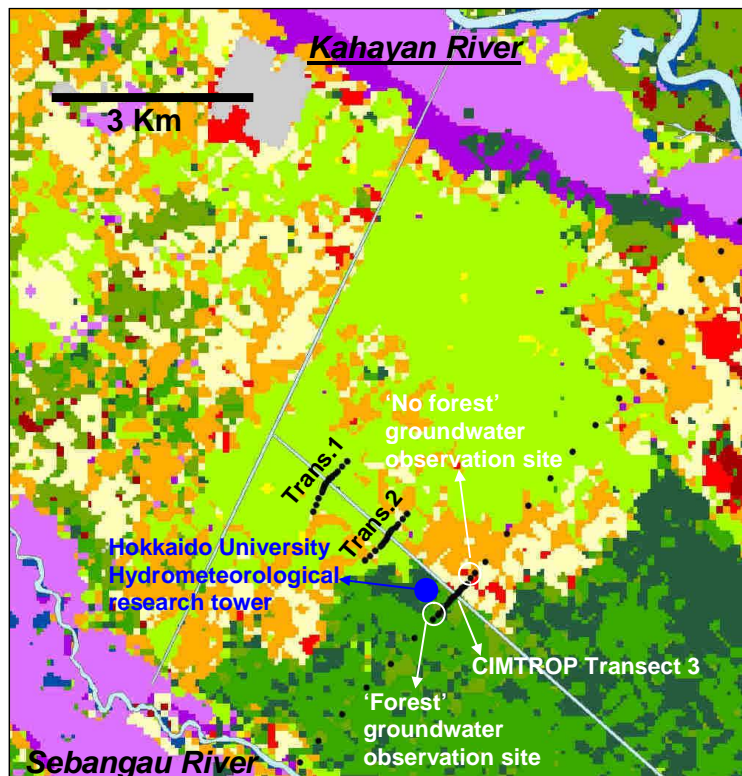 Kahayan River
3 Km
'No forest'
groundwater
observation site
Trans.1
Trans.2
Hokkaido University
Hydrometeorological
research tower
CIMTROP Transect 3
'Forest'
groundwater
observation site
Sebangau River